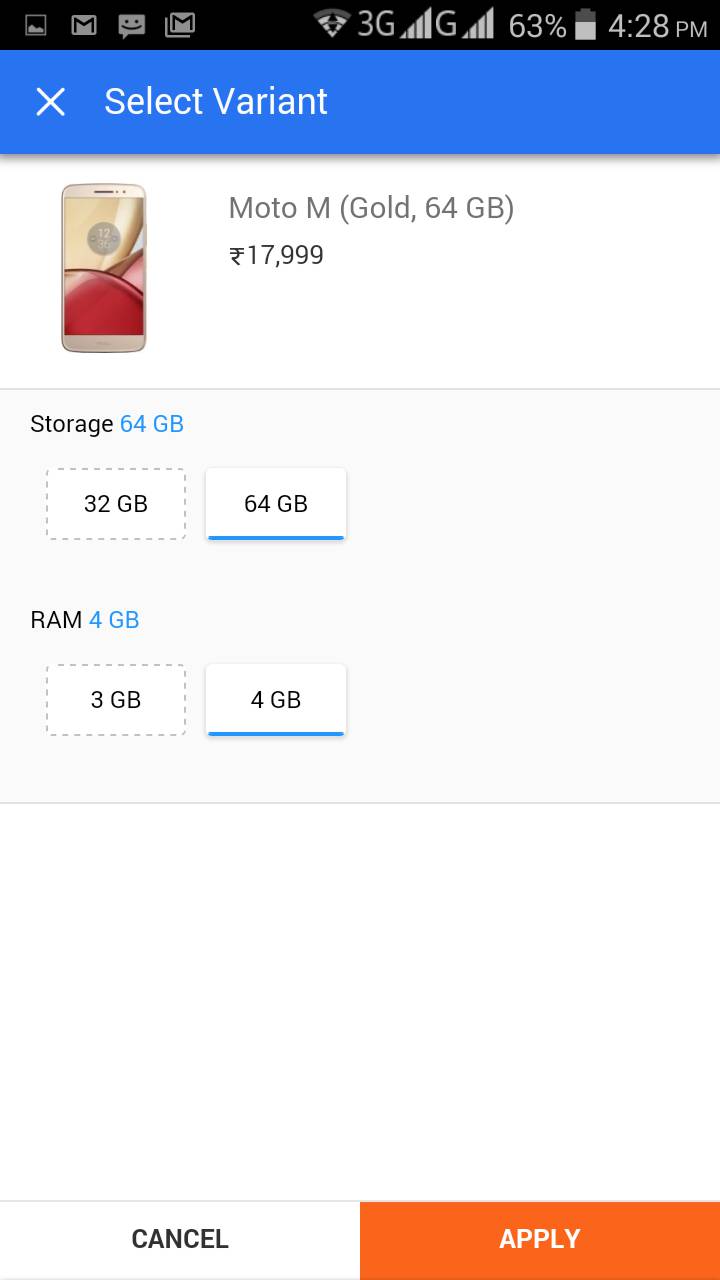 3G G 63% 4:28 PM
Select Variant
Moto M (Gold, 64 GB)
₹17,999
Storage 64 GB
32 GB 64 GB
RAM 4 GB
3 GB 4 GB
CANCEL APPLY